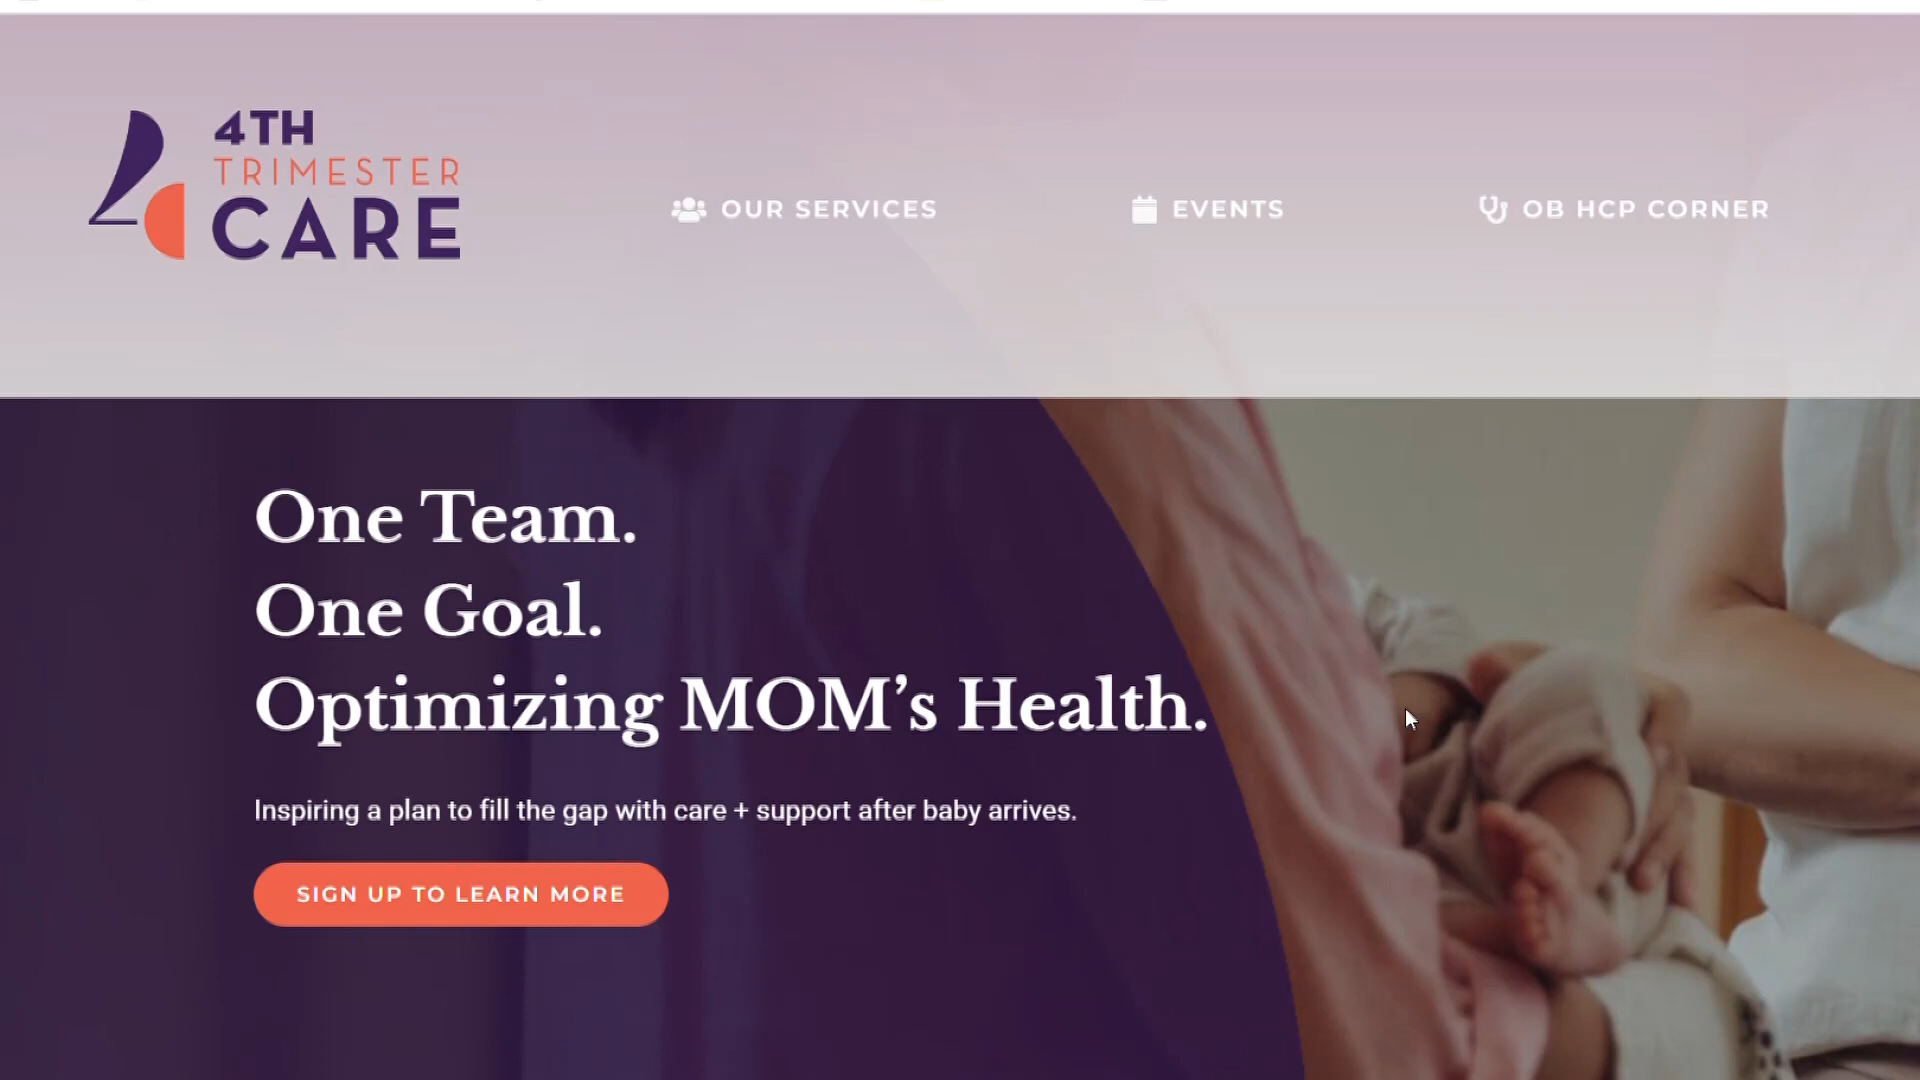 4TH
TRIMESTER
CARE
OUR SERVICES
EVENTS
OB HCP CORNER
One Team.
One Goal.
Optimizing MOM’s Health.
Inspiring a plan to fill the gap with care + support after baby arrives.
SIGN UP TO LEARN MORE